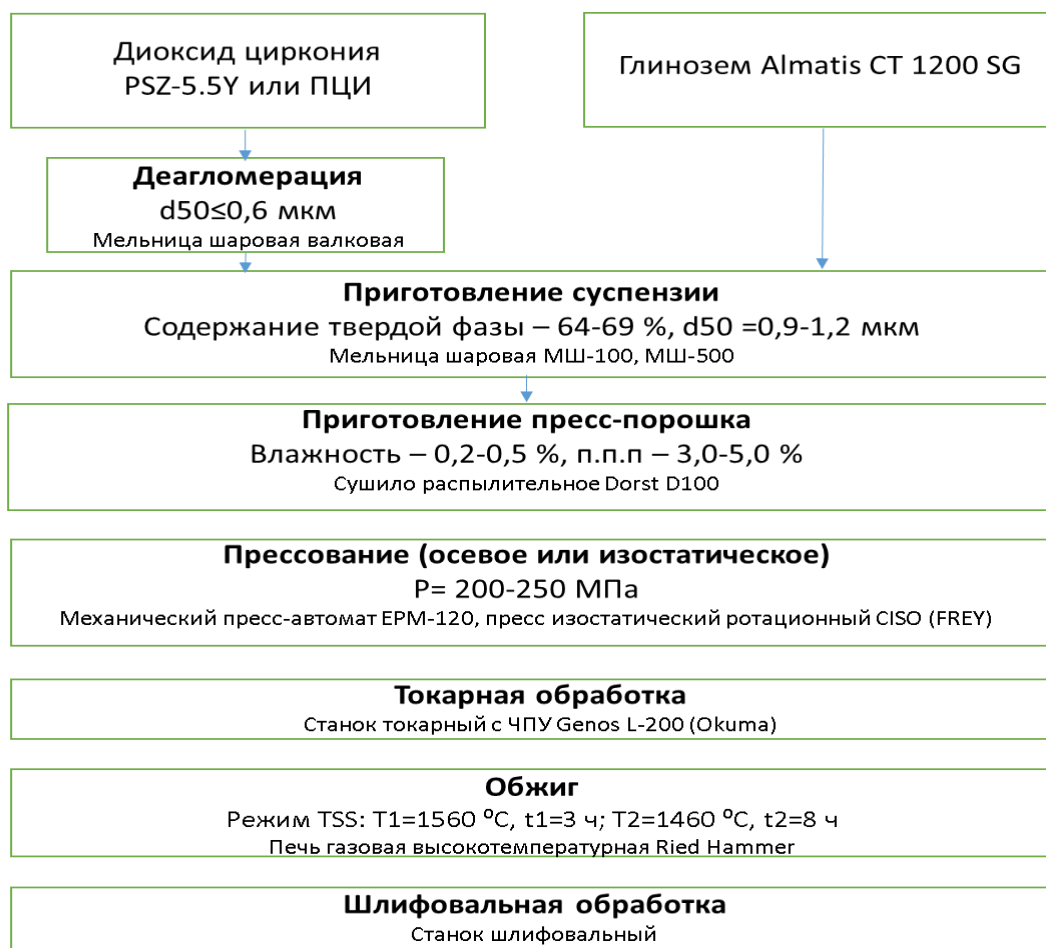 Диоксид циркония
PSZ-5.5Y или ПЦИ
Глинозем Almatis CT 1200 SG
Деагломерация
d50≤0,6 мкм
Мельница шаровая валковая
Приготовление суспензии
Содержание твердой фазы – 64-69 %, d50 =0,9-1,2 мкм
Мельница шаровая МШ-100, МШ-500
Приготовление пресс-порошка
Влажность – 0,2-0,5 %, п.п.п – 3,0-5,0 %
Сушило распылительное Dorst D100
Прессование (осевое или изостатическое)
P= 200-250 МПа
Механический пресс-автомат EPM-120, пресс изостатический ротационный CISO (FREY)
Токарная обработка
Станок токарный с ЧПУ Genos L-200 (Okuma)
Обжиг
Режим TSS: T1=1560 ⁰C, t1=3 ч; T2=1460 ⁰C, t2=8 ч
Печь газовая высокотемпературная Ried Hammer
Шлифовальная обработка
Станок шлифовальный